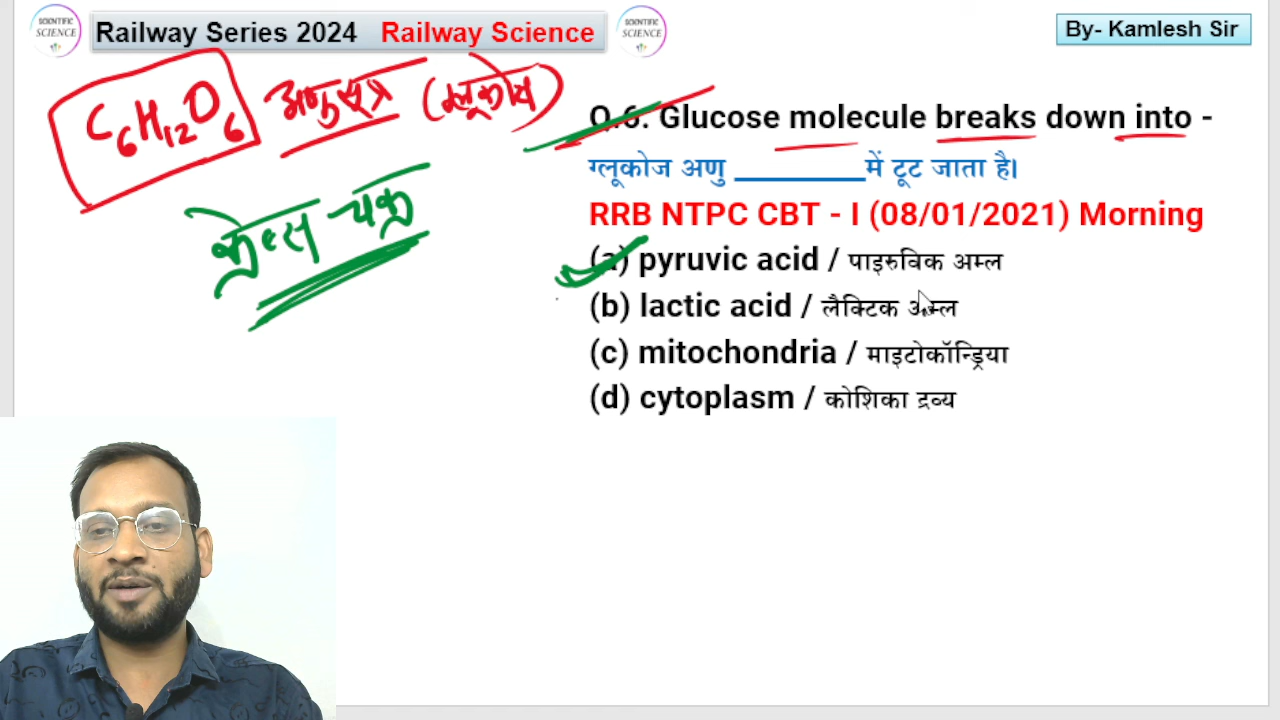 SCIENTIFIC
SCIENCE
Railway Series 2024 Railway Science
SCIENTIFIC
SCIENCE
By- Kamlesh Sir
C6H12O6 अणुसूत्र (ग्लूकोज)
क्रेब्स चक्र
Q.6. Glucose molecule breaks down into -
ग्लूकोज अणु __________में टूट जाता है।
RRB NTPC CBT - I (08/01/2021) Morning
(a) pyruvic acid / पाइरुविक अम्ल
(b) lactic acid / लैक्टिक अम्ल
(c) mitochondria / माइटोकॉन्ड्रिया
(d) cytoplasm / कोशिका द्रव्य